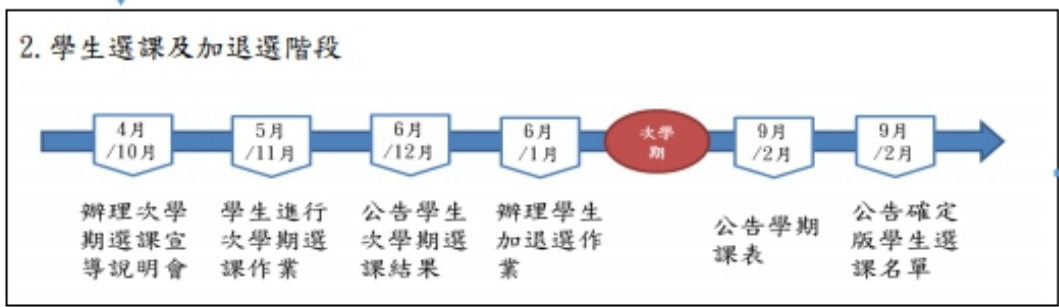 2. 學生選課及加退選階段
4月
/10月
5月
/11月
6月
/12月
6月
/1月
次學
期
9月
/2月
9月
/2月
辦理次學
期選課宣
導說明會
學生進行
次學期選
課作業
公告學生
次學期選
課結果
辦理學生
加退選作
業
公告學期
課表
公告確定
版學生選
課名單